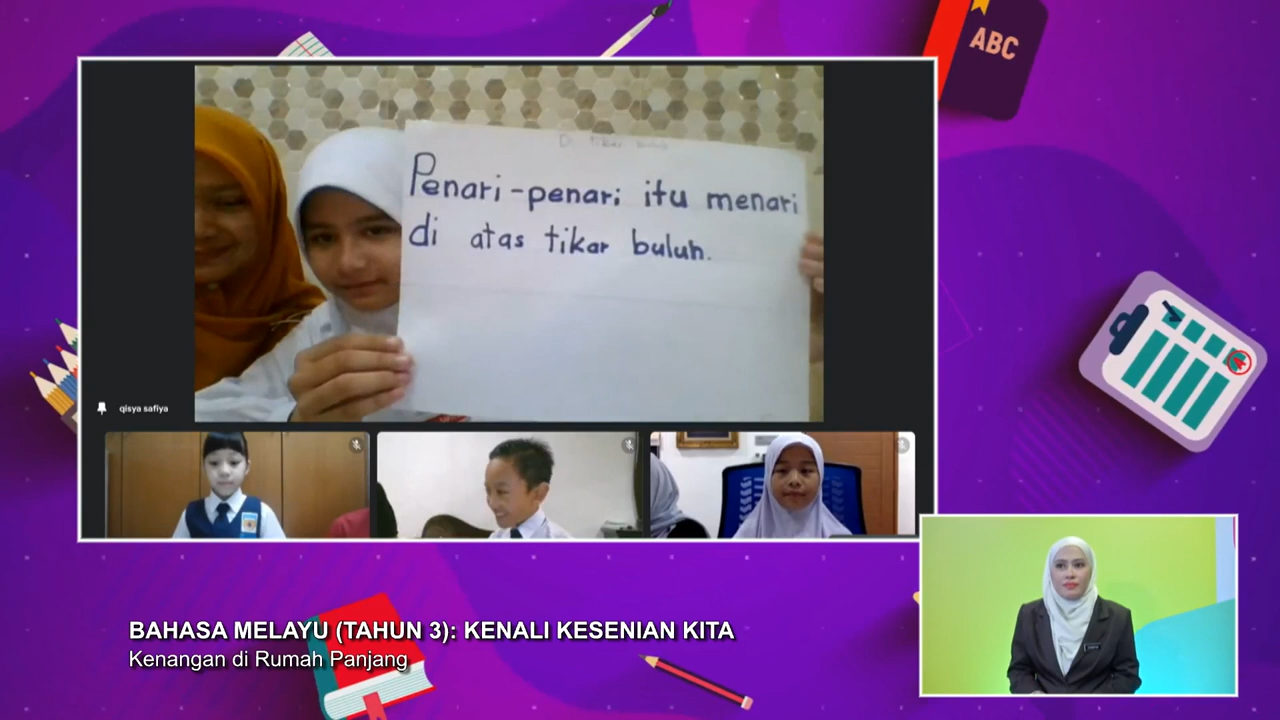 ABC
Penari-penari itu menari
di atas tikar buluh.
qisya safiya
BAHASA MELAYU (TAHUN 3): KENALI KESENIAN KITA
Kenangan di Rumah Panjang